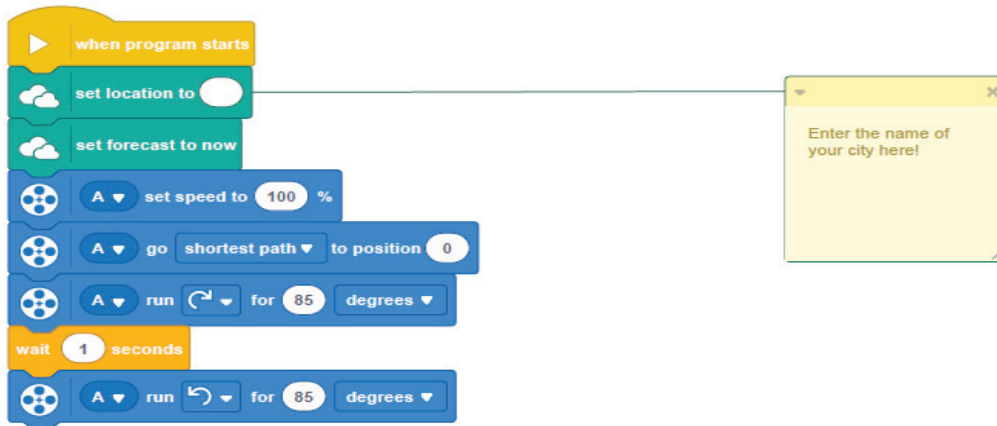 when program starts
set location to
set forecast to now
A set speed to 100 %
A go shortest path to position 0
A run for 85 degrees
wait 1 seconds
A run for 85 degrees
Enter the name of
your city here!